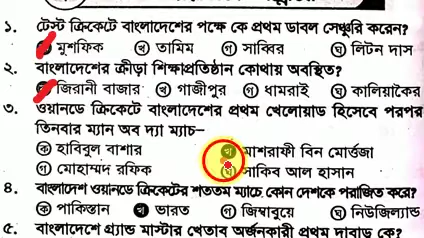 ১. টেস্ট ক্রিকেটে বাংলাদেশের পক্ষে কে প্রথম ডাবল সেঞ্চুরি করেন?
মুশফিক খ তামিম গ সাব্বির ঘ লিটন দাস
২. বাংলাদেশের ক্রীড়া শিক্ষাপ্রতিষ্ঠান কোথায় অবস্থিত?
জিরানী বাজার খ গাজীপুর গ ধামরাই ঘ কালিয়াকৈর
৩. ওয়ানডে ক্রিকেটে বাংলাদেশের প্রথম খেলোয়াড় হিসেবে পরপর
তিনবার ম্যান অব দ্যা ম্যাচ–
ক হাবিবুল বাশার খ মাশরাফী বিন মোর্ত্তজা
গ মোহাম্মদ রফিক ঘ সাকিব আল হাসান
৪. বাংলাদেশ ওয়ানডে ক্রিকেটের শততম ম্যাচে কোন দেশকে পরাজিত করে?
ক পাকিস্তান খ ভারত গ জিম্বাবুয়ে ঘ নিউজিল্যান্ড
৫. বাংলাদেশে গ্র্যান্ড মাস্টার খেতাব অর্জনকারী প্রথম দাবাড়ু কে?